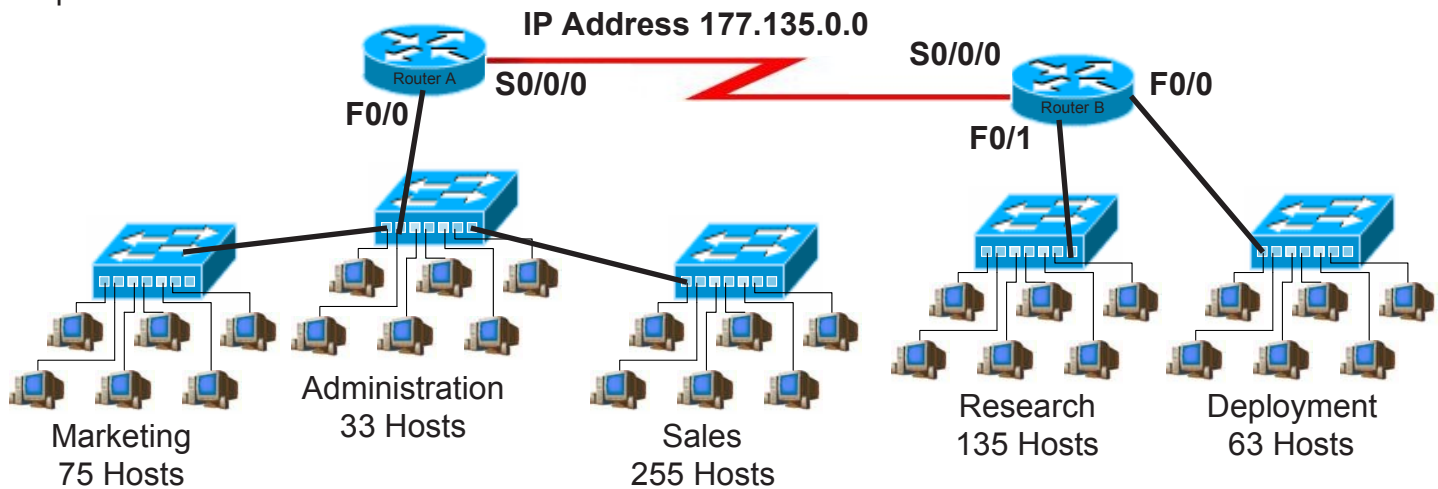 IP Address 177.135.0.0
Router A
S0/0/0
F0/0
S0/0/0
F0/0
Router B
F0/1
Marketing
75 Hosts
Administration
33 Hosts
Sales
255 Hosts
Research
135 Hosts
Deployment
63 Hosts